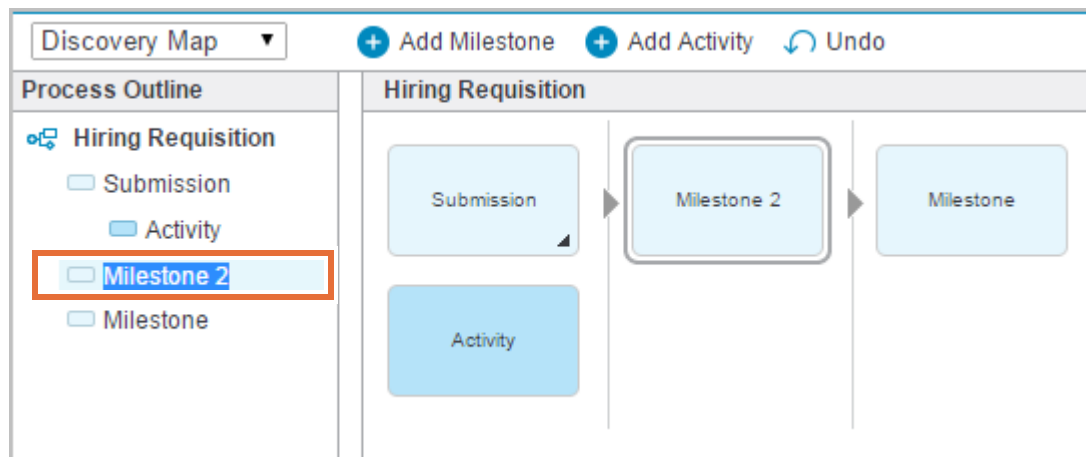 Discovery Map Add Milestone Add Activity Undo
Process Outline
Hiring Requisition
Submission
Activity
Milestone 2
Milestone
Hiring Requisition
Submission Milestone 2 Milestone
Activity